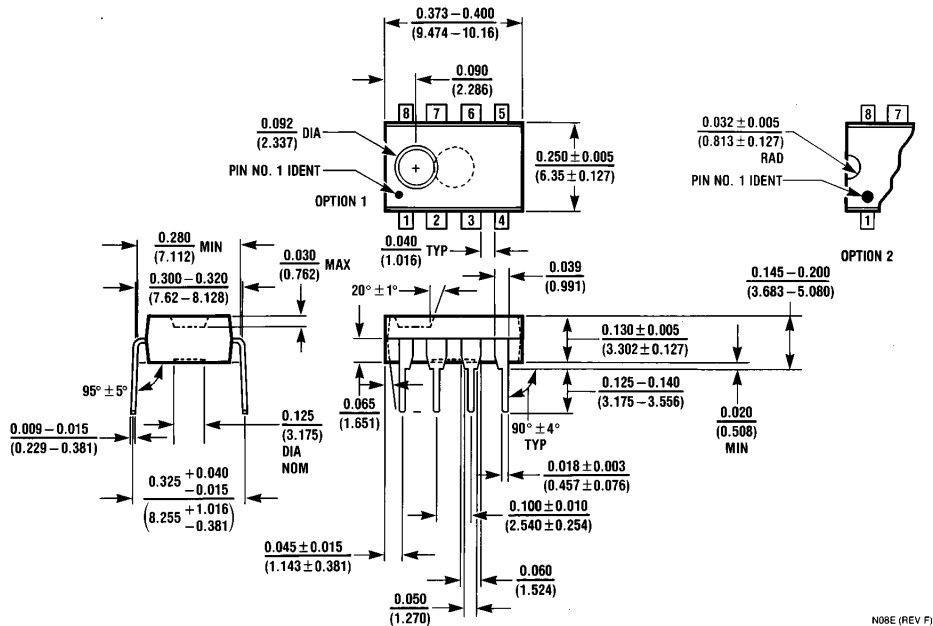 0.373 – 0.400
(9.474 – 10.16)
0.090
(2.286)
8 7 6 5
0.092 DIA
(2.337)
PIN NO. 1 IDENT
OPTION 1
1 2 3 4
0.250 ± 0.005
(6.35 ± 0.127)
8 7
0.032 ± 0.005
(0.813 ± 0.127)
RAD
PIN NO. 1 IDENT
1
OPTION 2
0.280 MIN
(7.112)
0.300 – 0.320
(7.62 – 8.128)
0.030 MAX
(0.762)
0.040 TYP
(1.016)
0.039
(0.991)
20° ± 1°
0.145 – 0.200
(3.683 – 5.080)
0.130 ± 0.005
(3.302 ± 0.127)
0.125 – 0.140
(3.175 – 3.556)
0.020
(0.508)
MIN
95° ± 5°
0.009 – 0.015
(0.229 – 0.381)
0.125
(3.175)
DIA
NOM
0.065
(1.651)
90° ± 4°
TYP
0.018 ± 0.003
(0.457 ± 0.076)
0.325 +0.040
–0.015
(8.255 +1.016
–0.381)
0.100 ± 0.010
(2.540 ± 0.254)
0.045 ± 0.015
(1.143 ± 0.381)
0.060
(1.524)
0.050
(1.270)
N08E (REV F)